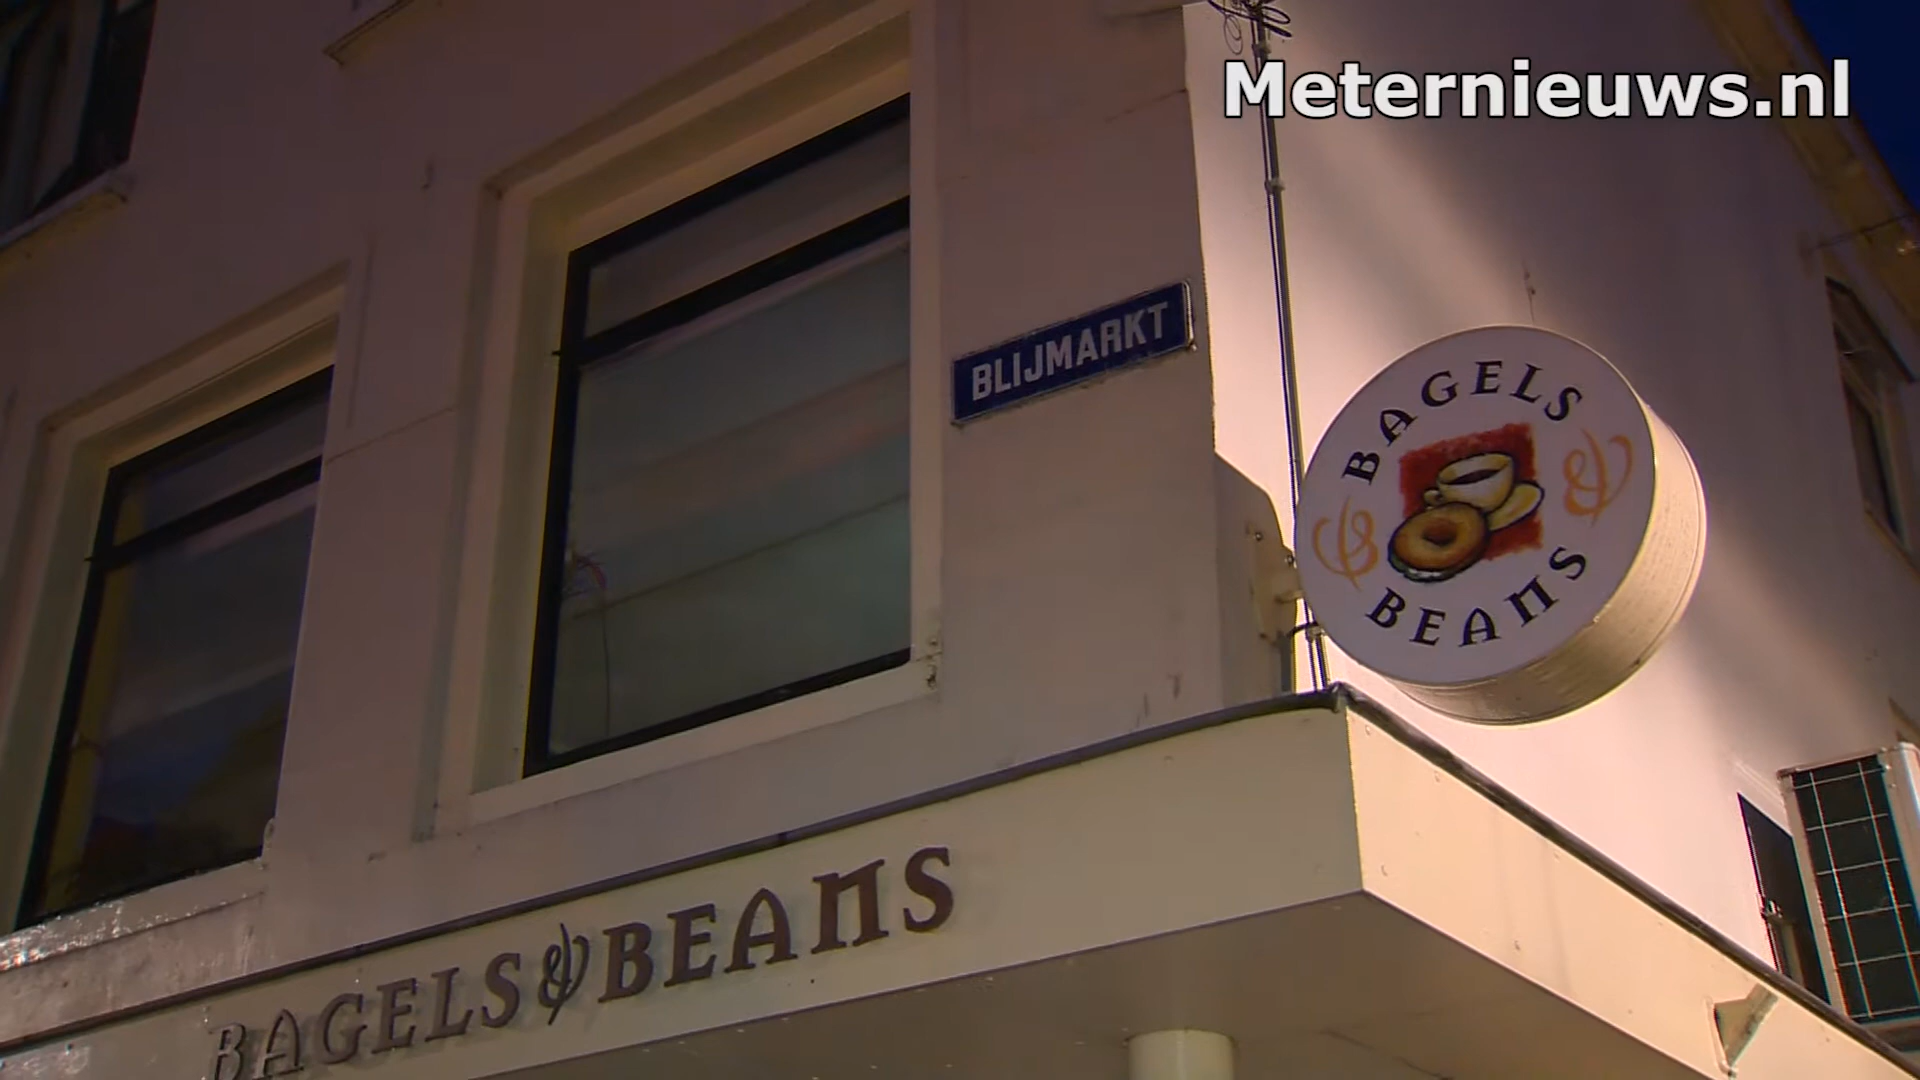 Meternieuws.nl
BLIJMARKT
BAGELS
& &
BEANS
BAGELS & BEANS